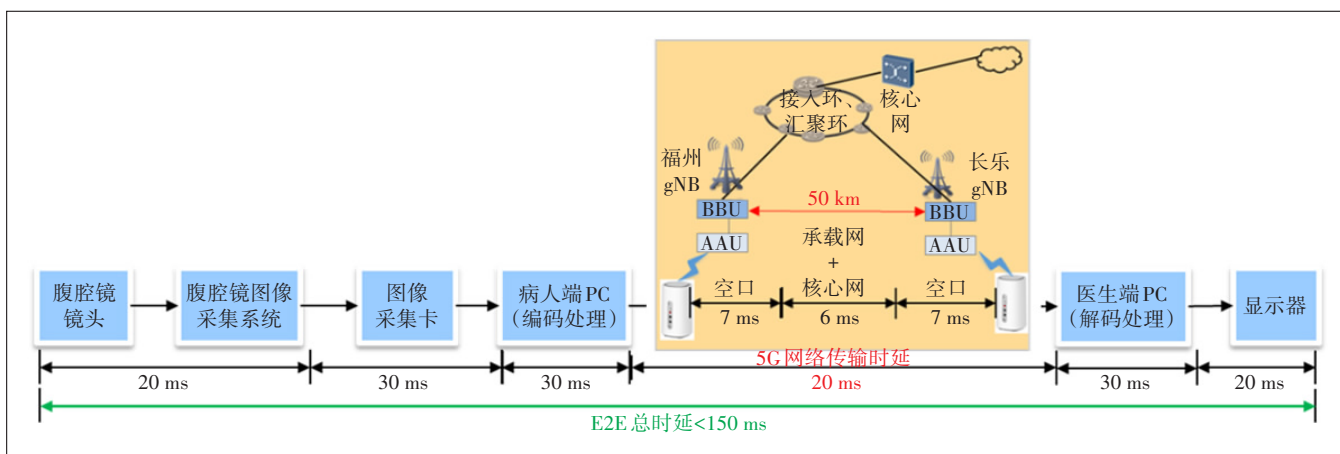 接入环、
汇聚环
核心
网
福州
gNB
长乐
gNB
BBU
50 km
BBU
AAU
承载网
+
核心网
AAU
腹腔镜
镜头
腹腔镜图像
采集系统
图像
采集卡
病人端PC
(编码处理)
空口
7 ms
6 ms
空口
7 ms
医生端PC
(解码处理)
显示器
20 ms
30 ms
30 ms
5G网络传输时延
20 ms
30 ms
20 ms
E2E总时延<150 ms